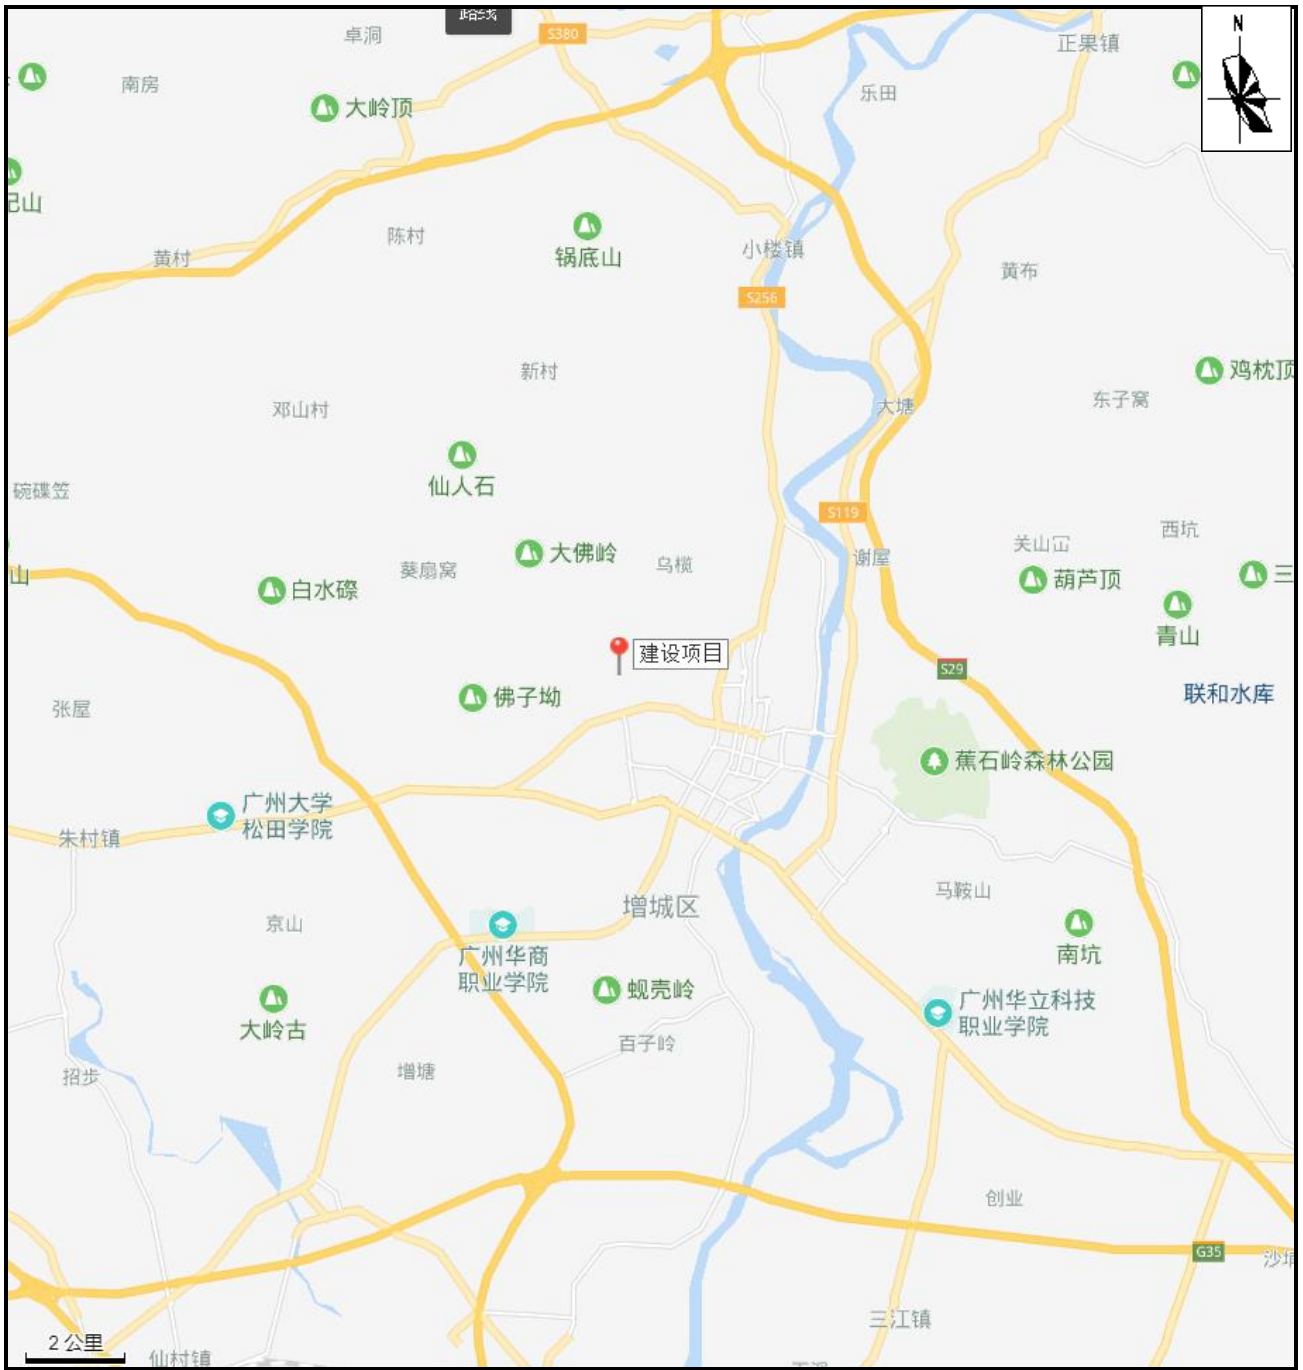 路线
S380
卓洞
正果镇
N
南房
大岭顶
乐田
陈村
小楼镇
锅底山
黄村
黄布
S256
新村
鸡枕顶
邓山村
大塘
东子窝
仙人石
碗碟笠
S119
西坑
关山冚
大佛岭
乌榄
谢屋
葵扇窝
山
白水磜
葫芦顶
三
青山
建设项目
S29
佛子坳
联和水库
张屋
蕉石岭森林公园
广州大学
松田学院
朱村镇
马鞍山
增城区
京山
广州华商
职业学院
南坑
蚬壳岭
广州华立科技
职业学院
大岭古
百子岭
增塘
招步
创业
G35
三江镇
2 公里
仙村镇